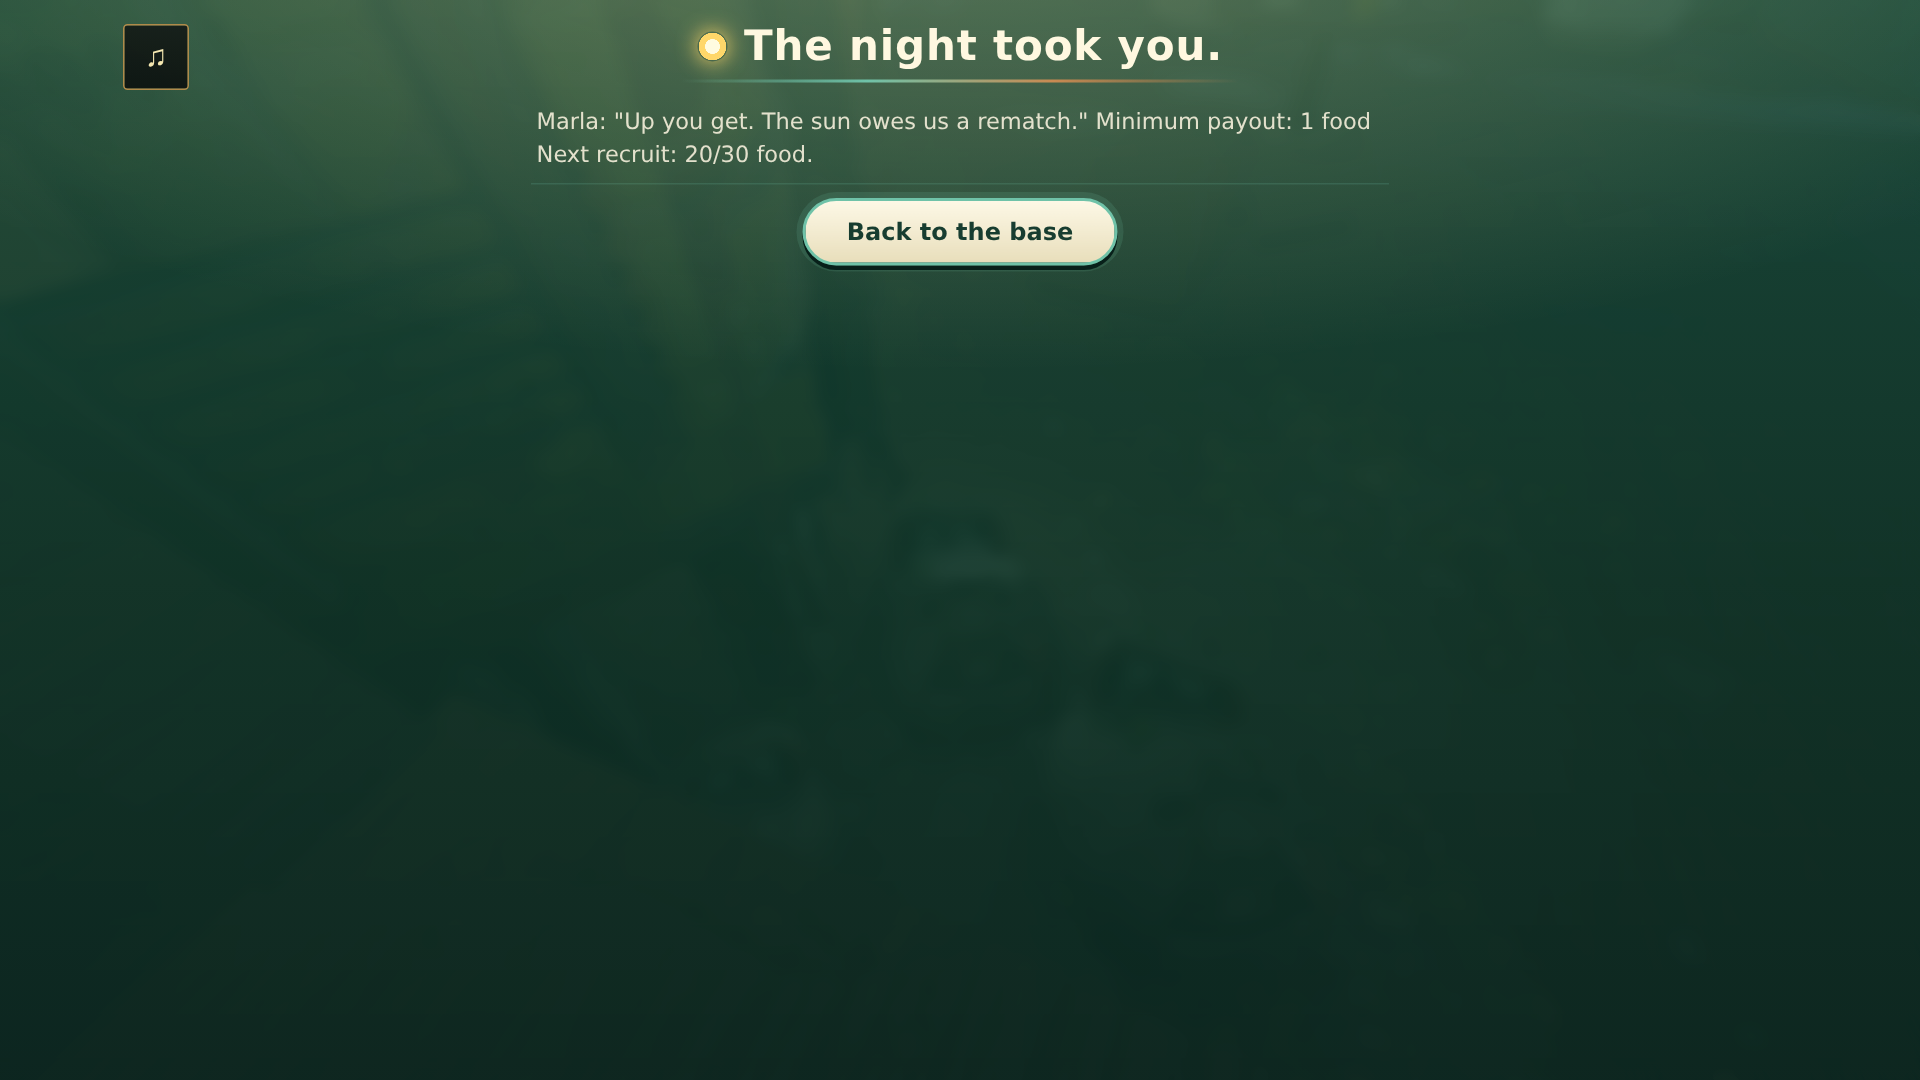 ♫
The night took you.
Marla: "Up you get. The sun owes us a rematch." Minimum payout: 1 food
Next recruit: 20/30 food.
Back to the base